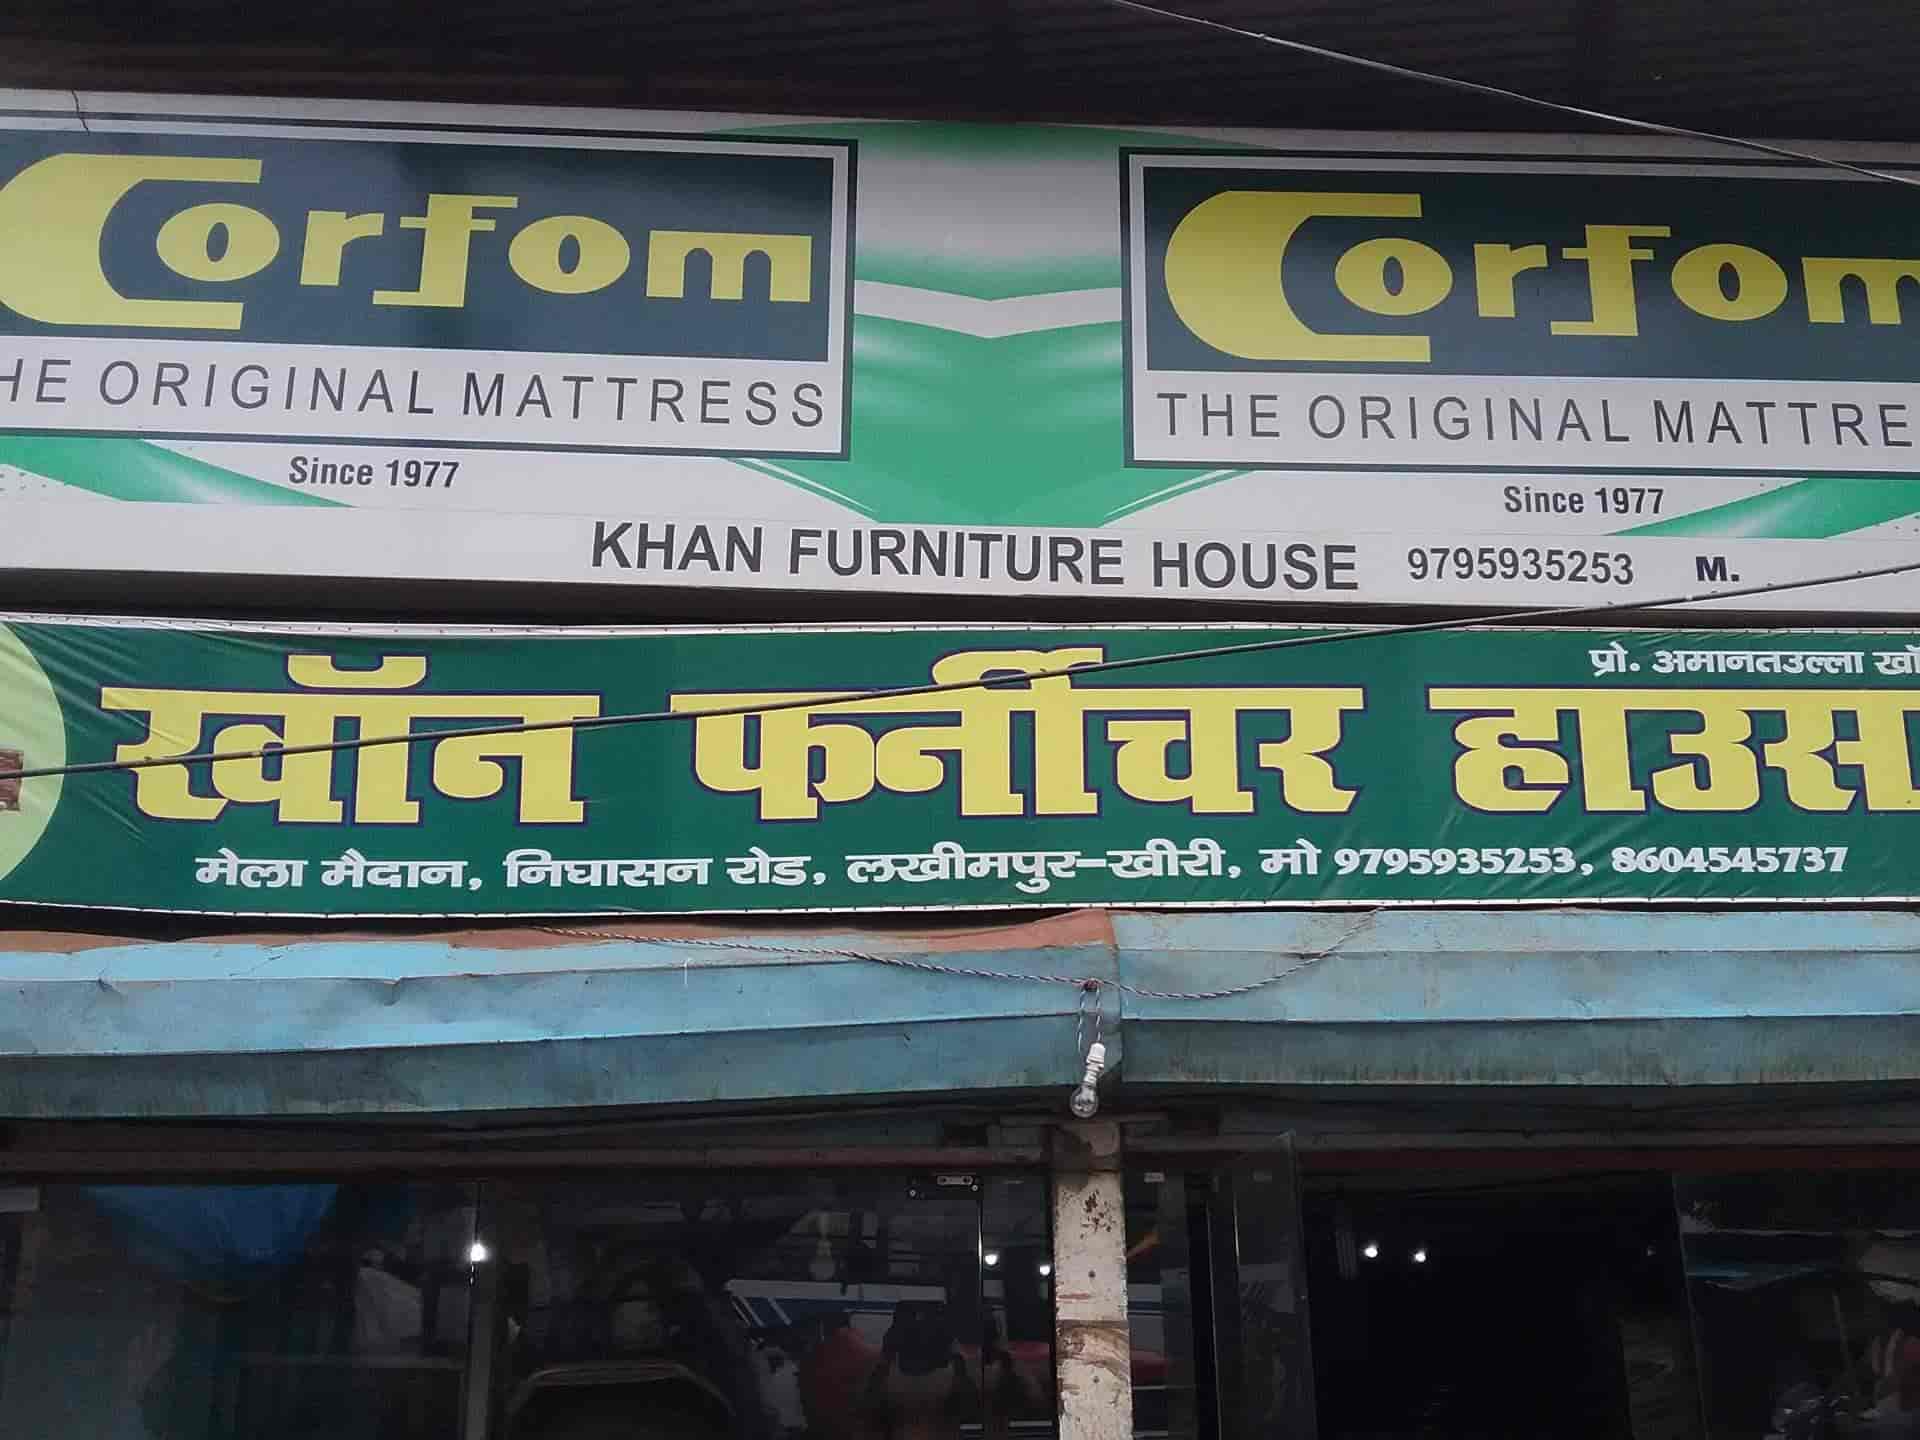 Corfom Corfom
HE ORIGINAL MATTRESS THE ORIGINAL MATTRE
Since 1977 Since 1977
KHAN FURNITURE HOUSE 9795935253 M.
प्रो. अमानतउल्ला खाँ
खॉन फर्नीचर हाउस
मेला मैदान, निघासन रोड, लखीमपुर-खीरी, मो 9795935253, 8604545737